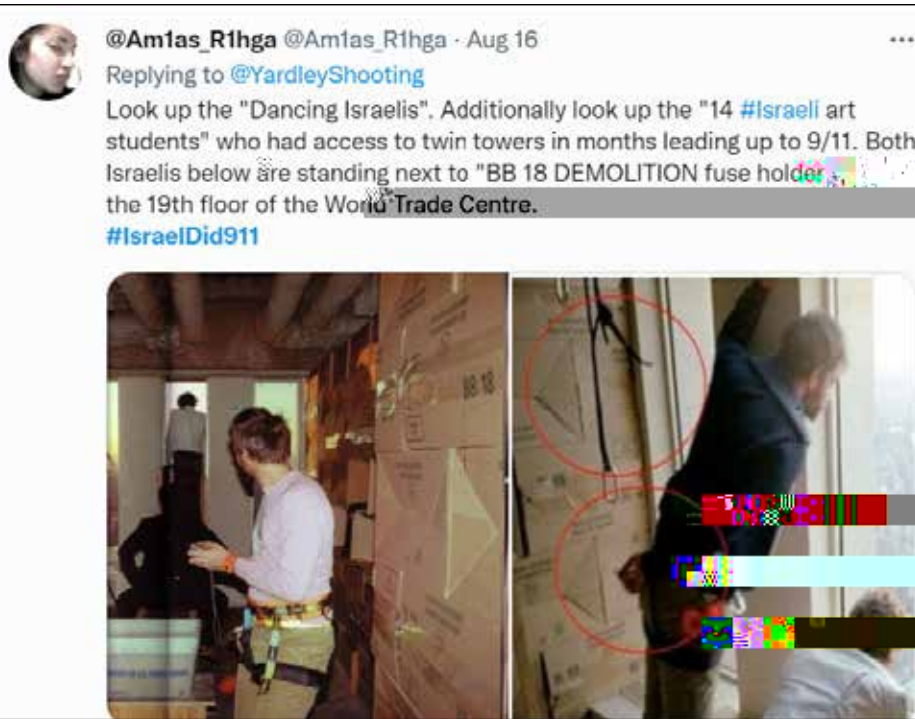 @Am1as_R1hga @Am1as_R1hga · Aug 16
Replying to @YardleyShooting
Look up the "Dancing Israelis". Additionally look up the "14 #Israeli art
students" who had access to twin towers in months leading up to 9/11. Both
Israelis below are standing next to "BB 18 DEMOLITION fuse holder
the 19th floor of the World Trade Centre.
#IsraelDid911
BB.18